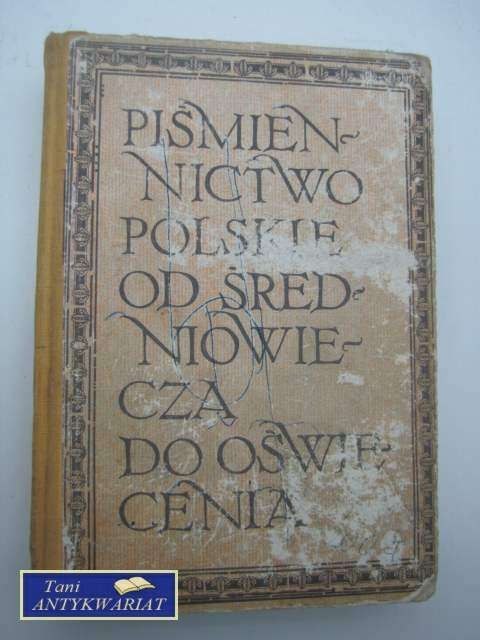 PIŚMIEN-
NICTWO
POLSKIE
OD ŚRED-
NIOWIE-
CZA
DO OŚWIE-
CENIA
Tani
ANTYKWARIAT